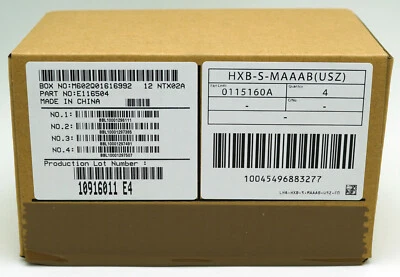 BOX NO:M602Q01616992 12 NTX02A
PART NO:E116504
MADE IN CHINA
NO.1:
NO.2:
NO.3:
NO.4:
Production Lot Number :
10916011 E4
HXB-S-MAAAB(USZ)
0115160A
Quantity
4
-
-
-
10045496883277